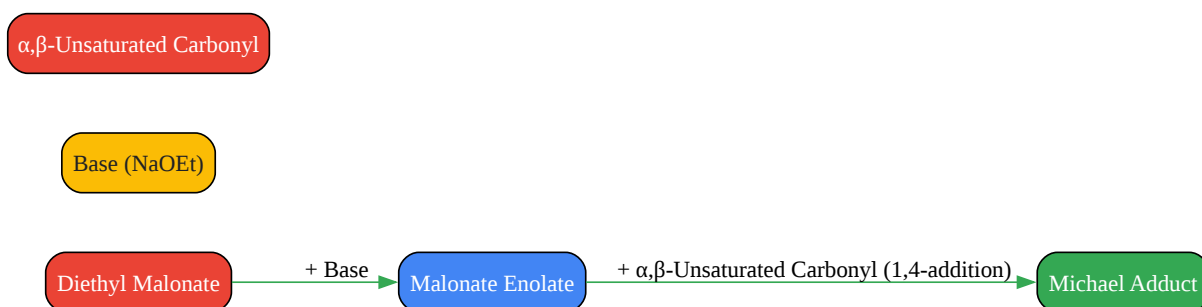 α,β-Unsaturated Carbonyl
Base (NaOEt)
Diethyl Malonate
+ Base
Malonate Enolate
+ α,β-Unsaturated Carbonyl (1,4-addition)
Michael Adduct